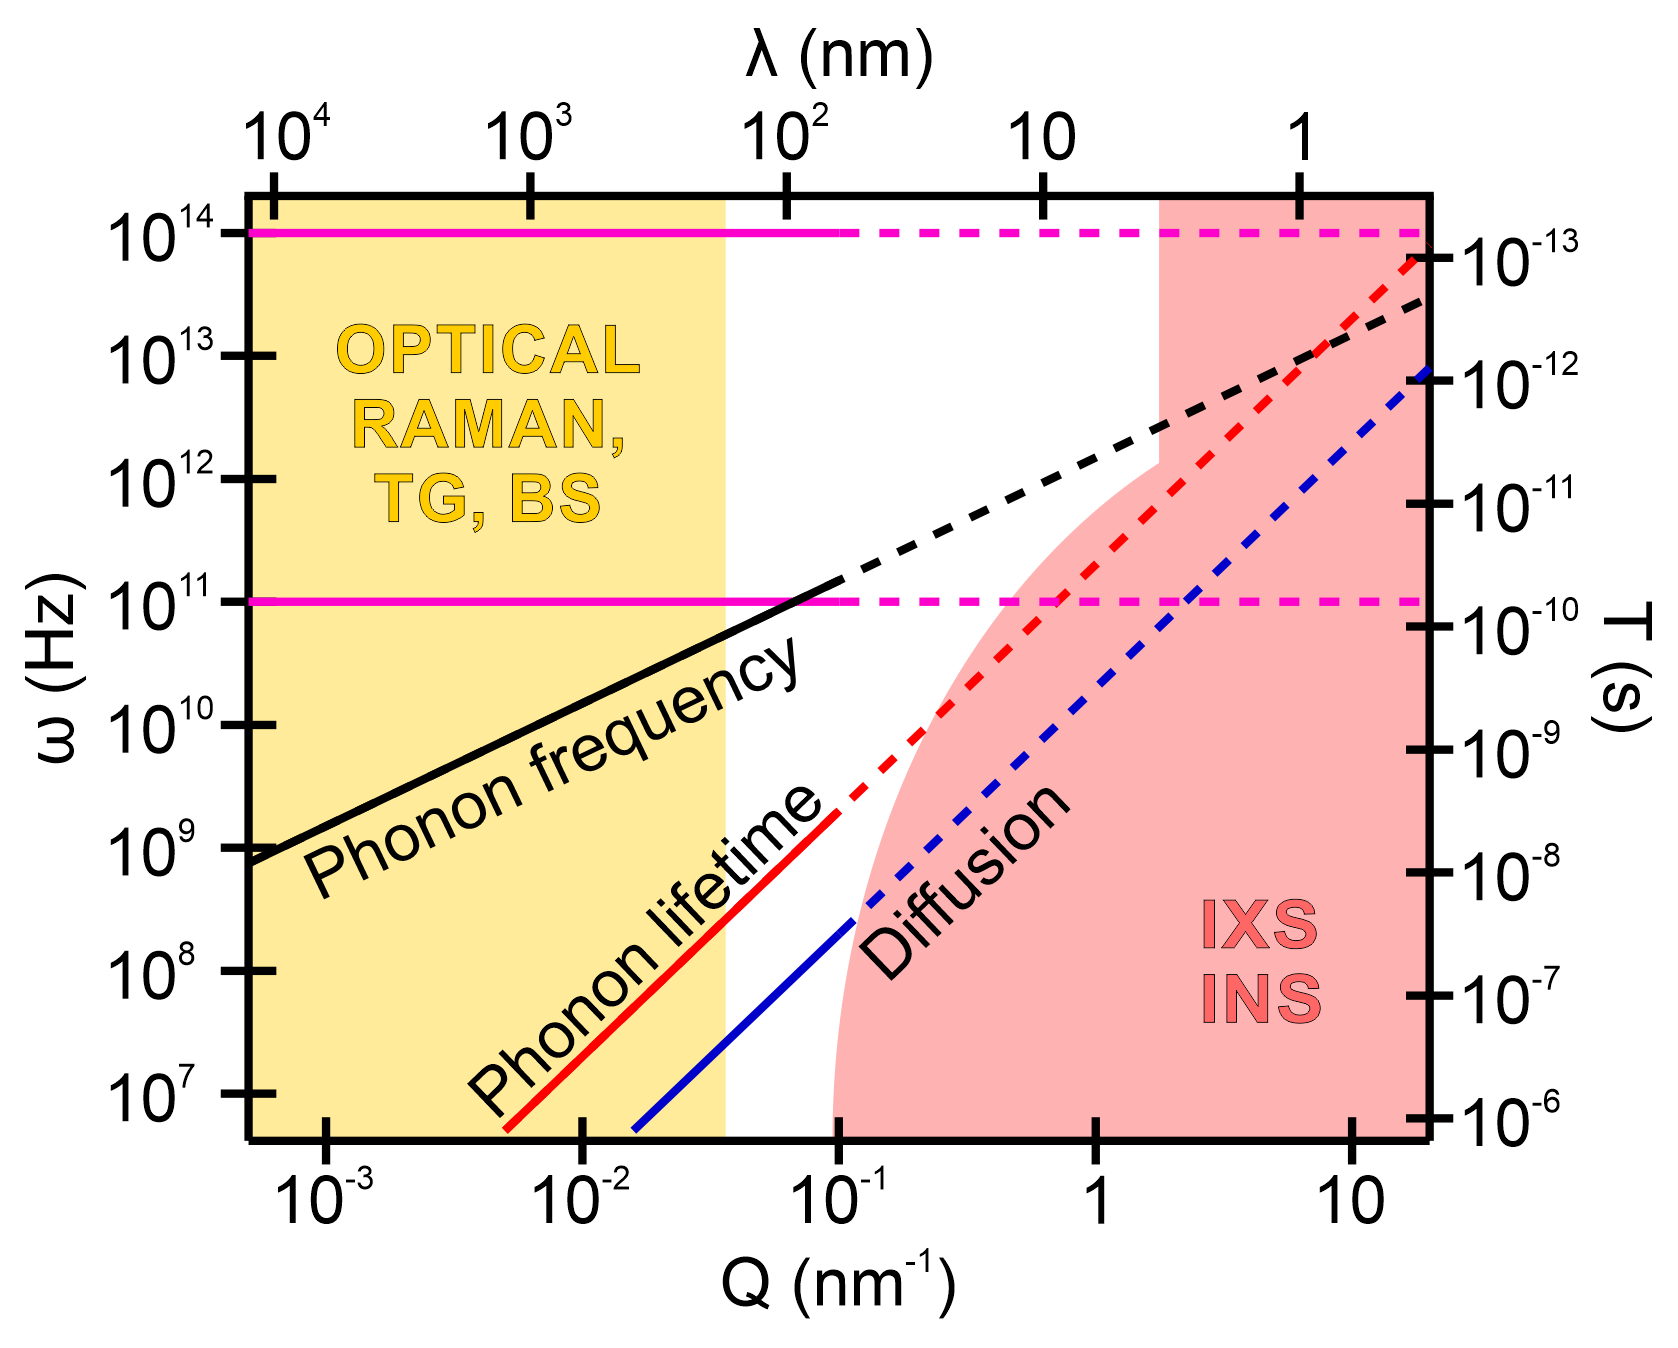 λ (nm)
10⁴ 10³ 10² 10 1
10¹⁴
10¹³
10¹²
10¹¹
10¹⁰
10⁹
10⁸
10⁷
ω (Hz)
OPTICAL
RAMAN,
TG, BS
Phonon frequency
Phonon lifetime
Diffusion
IXS
INS
10⁻¹³
10⁻¹²
10⁻¹¹
10⁻¹⁰
10⁻⁹
10⁻⁸
10⁻⁷
10⁻⁶
T (s)
10⁻³ 10⁻² 10⁻¹ 1 10
Q (nm⁻¹)